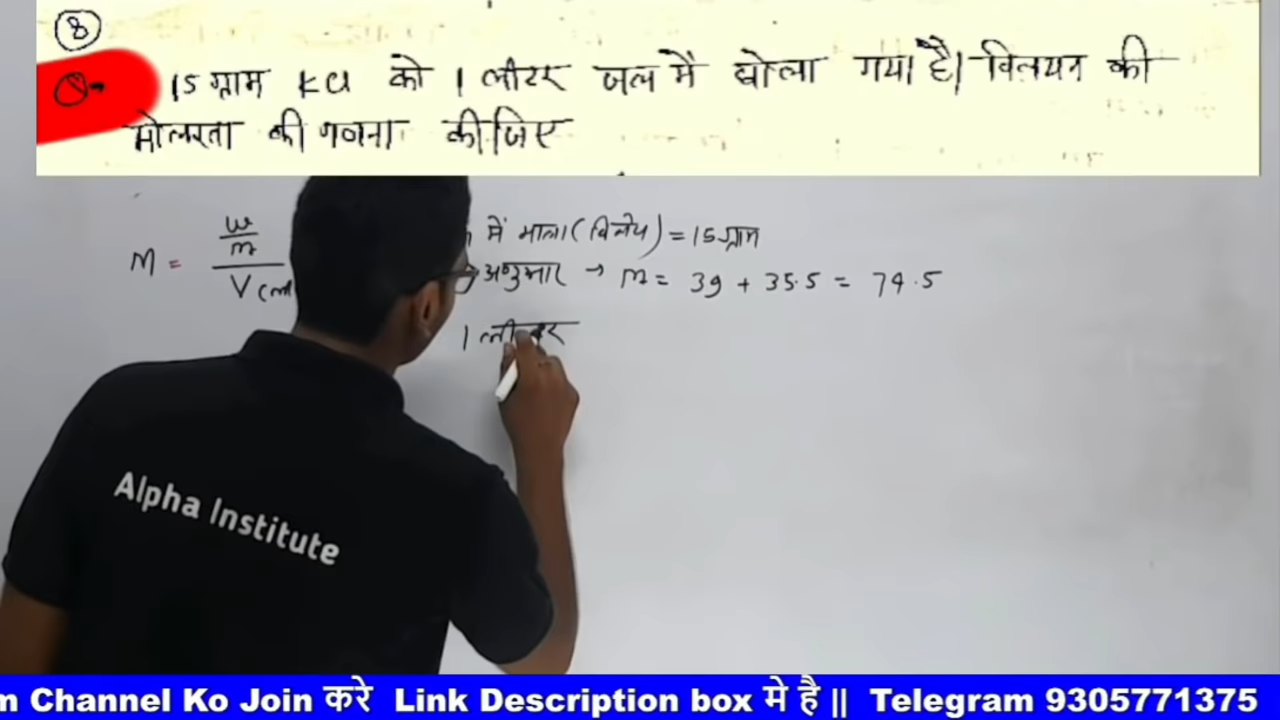 8
Q→ 15 ग्राम KCl को 1 लीटर जल में घोला गया है। विलयन की
मोलरता की गणना कीजिए
M = w/m / V(ली
में मात्रा (विलेय) = 15 ग्राम
अणुभार → m = 39 + 35.5 = 74.5
1 लीटर
Alpha Institute
Channel Ko Join करे Link Description box मे है || Telegram 9305771375